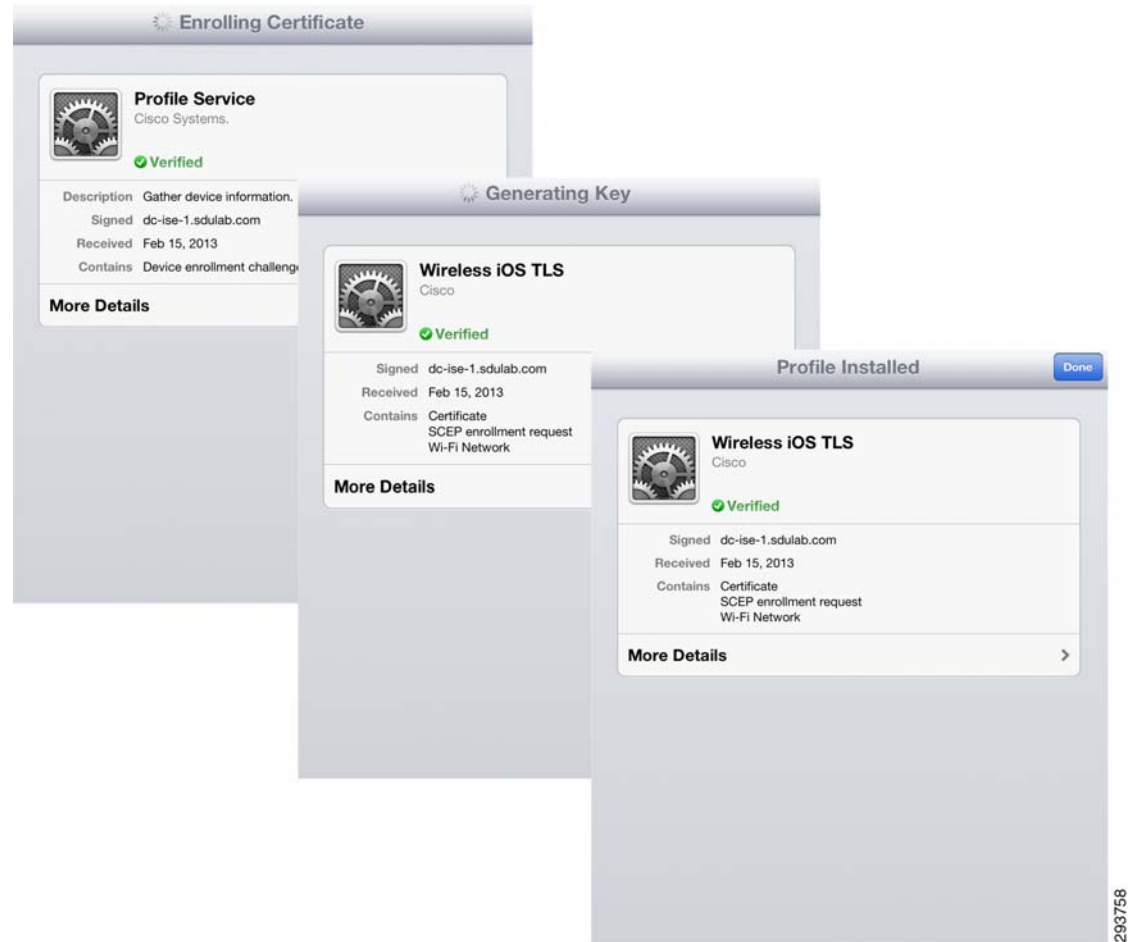 Enrolling Certificate
Profile Service
Cisco Systems.
Verified
Description Gather device information.
Signed dc-ise-1.sdulab.com
Received Feb 15, 2013
Contains Device enrollment challeng
More Details
Generating Key
Wireless iOS TLS
Cisco
Verified
Signed dc-ise-1.sdulab.com
Received Feb 15, 2013
Contains Certificate
SCEP enrollment request
Wi-Fi Network
More Details
Profile Installed
Done
Wireless iOS TLS
Cisco
Verified
Signed dc-ise-1.sdulab.com
Received Feb 15, 2013
Contains Certificate
SCEP enrollment request
Wi-Fi Network
More Details
293758